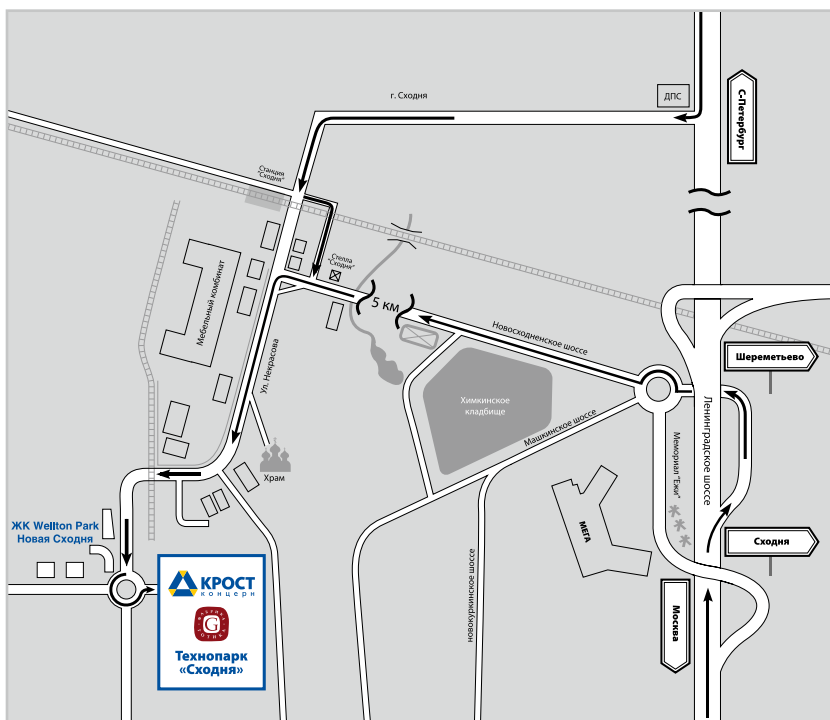 г. Сходня
ДПС
С-Петербург
Станция
"Сходня"
Стелла
"Сходня"
Мебельный комбинат
5 км
Новосходненское шоссе
Шереметьево
Ул. Некрасова
Химкинское
кладбище
Машкинское шоссе
Ленинградское шоссе
Мемориал "Ежи"
Храм
МЕГА
Сходня
ЖК Wellton Park
Новая Сходня
новокуркинское шоссе
Москва
КРОСТ
КОНЦЕРН
G
Технопарк
«Сходня»